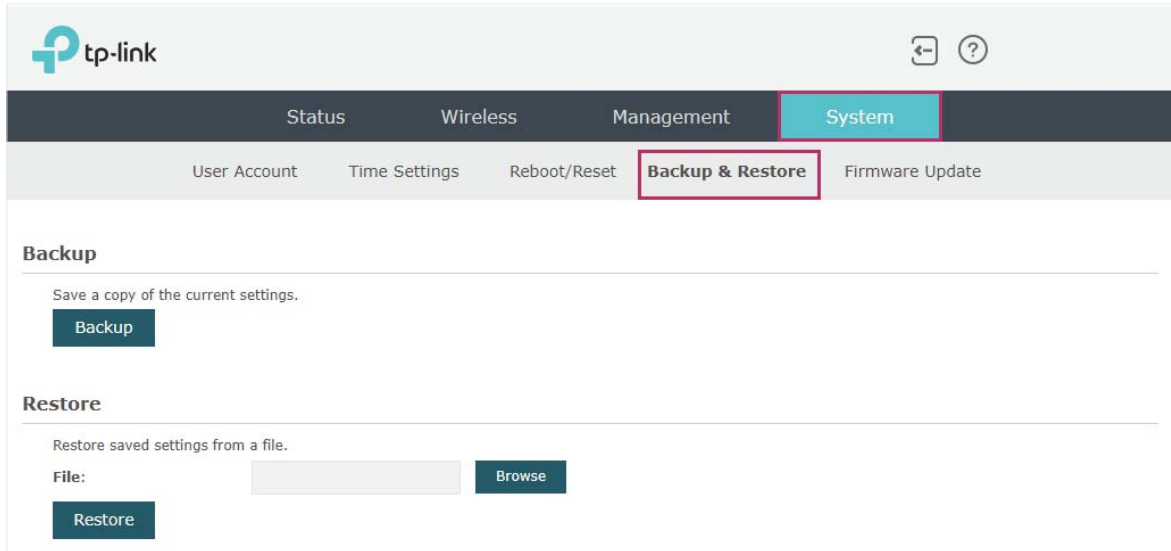 tp-link
?
Status Wireless Management System
User Account Time Settings Reboot/Reset Backup & Restore Firmware Update
Backup
Save a copy of the current settings.
Backup
Restore
Restore saved settings from a file.
File: Browse
Restore